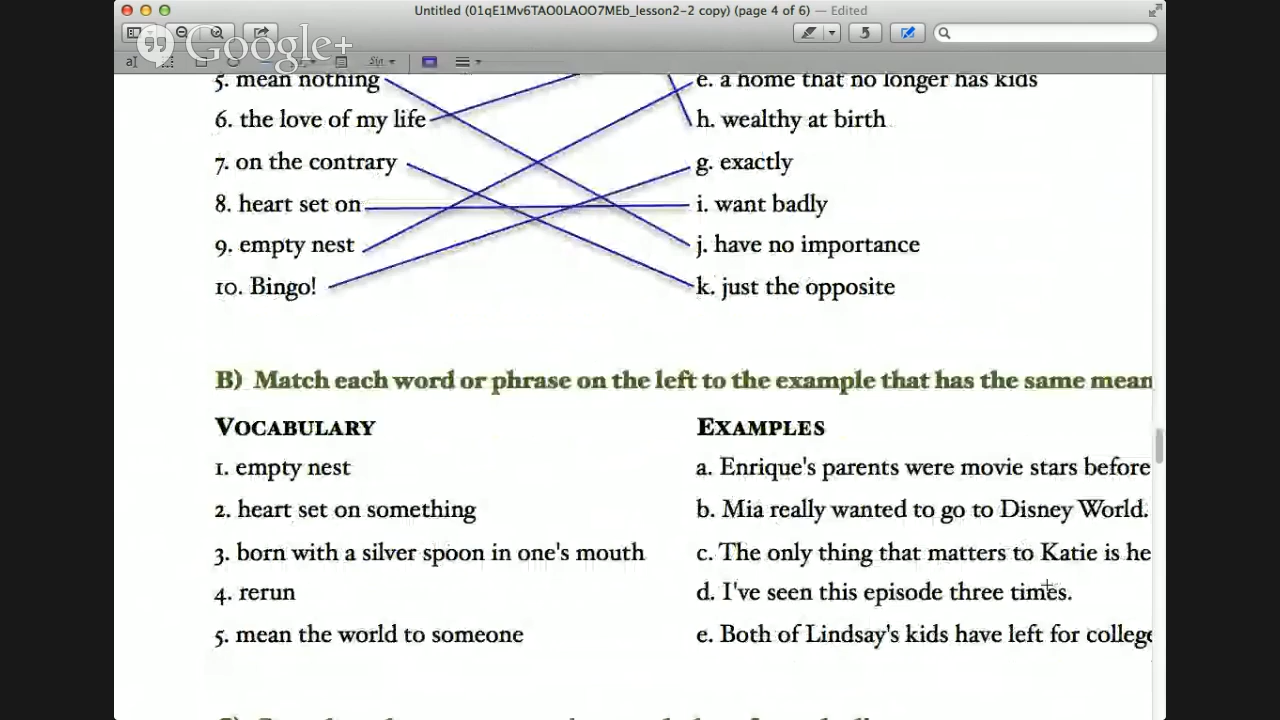 Untitled (01qE1Mv6TAO0LAOO7MEb_lesson2-2 copy) (page 4 of 6) — Edited
Google+
5. mean nothing
e. a home that no longer has kids
6. the love of my life
h. wealthy at birth
7. on the contrary
g. exactly
8. heart set on
i. want badly
9. empty nest
j. have no importance
10. Bingo!
k. just the opposite
B) Match each word or phrase on the left to the example that has the same mean
VOCABULARY
EXAMPLES
1. empty nest
a. Enrique's parents were movie stars before
2. heart set on something
b. Mia really wanted to go to Disney World.
3. born with a silver spoon in one's mouth
c. The only thing that matters to Katie is he
4. rerun
d. I've seen this episode three times.
5. mean the world to someone
e. Both of Lindsay's kids have left for college